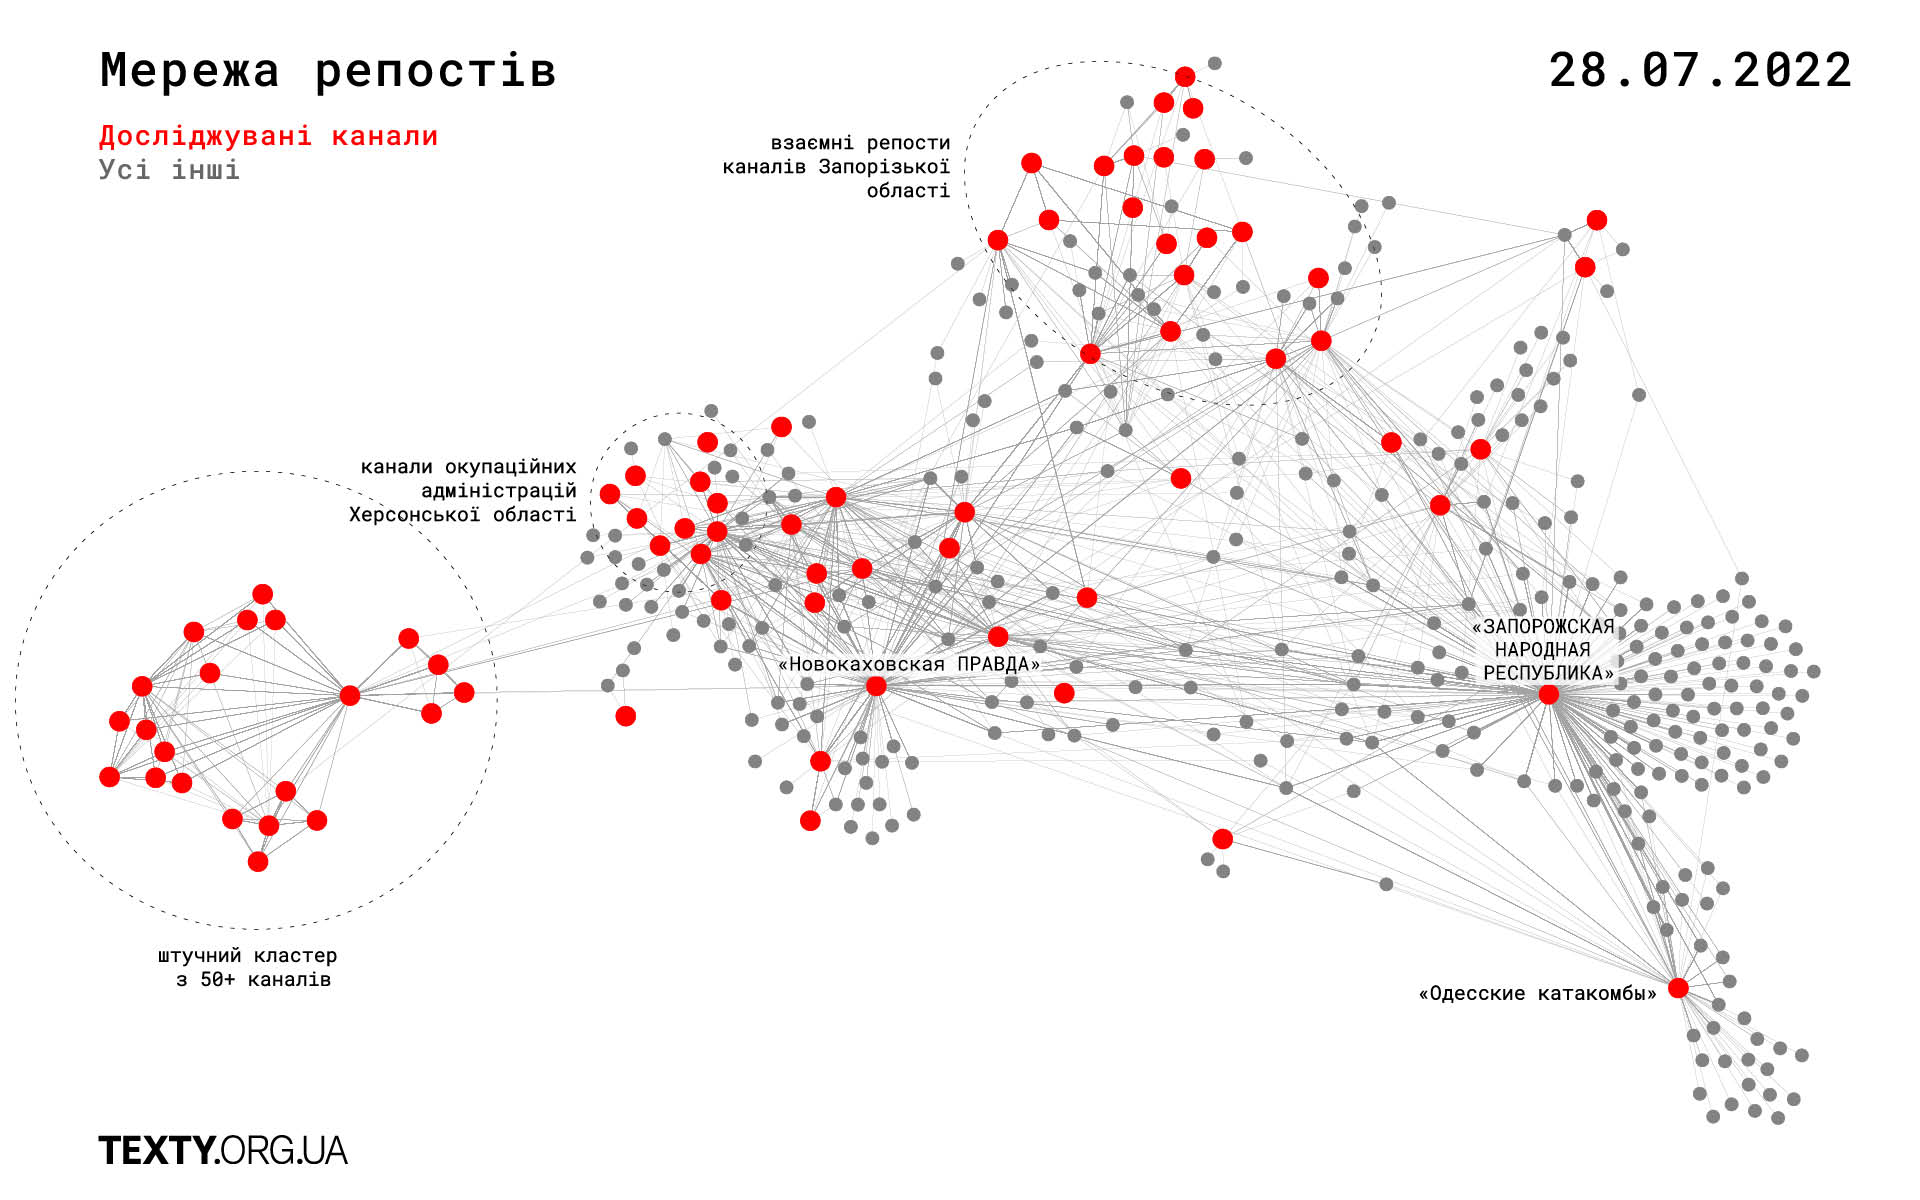 Мережа репостів
28.07.2022
Досліджувані канали
Усі інші
взаємні репости
каналів Запорізької
області
канали окупаційних
адміністрацій
Херсонської області
«ЗАПОРОЖСКАЯ
НАРОДНАЯ
РЕСПУБЛИКА»
«Новокаховская ПРАВДА»
штучний кластер
з 50+ каналів
«Одесские катакомбы»
TEXTY.ORG.UA